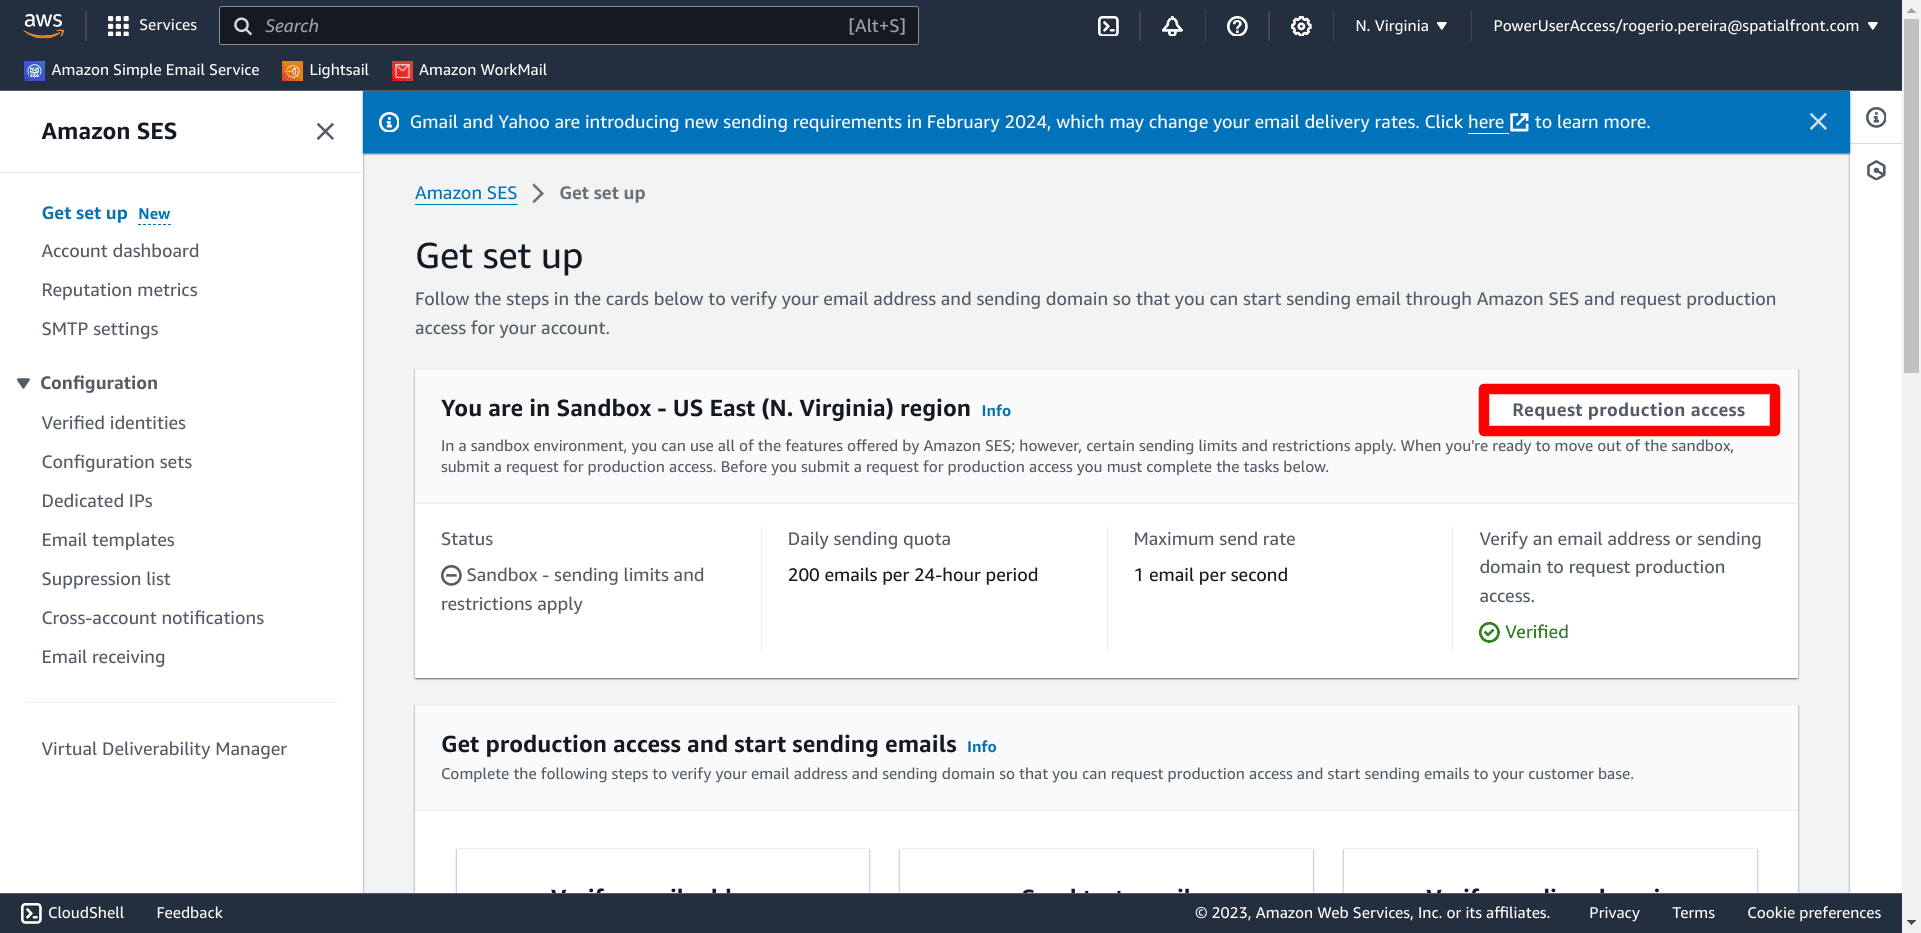 aws
Services
Search
[Alt+S]
N. Virginia
PowerUserAccess/rogerio.pereira@spatialfront.com
Amazon Simple Email Service
Lightsail
Amazon WorkMail
Amazon SES
Get set up New
Account dashboard
Reputation metrics
SMTP settings
Configuration
Verified identities
Configuration sets
Dedicated IPs
Email templates
Suppression list
Cross-account notifications
Email receiving
Virtual Deliverability Manager
Gmail and Yahoo are introducing new sending requirements in February 2024, which may change your email delivery rates. Click here to learn more.
Amazon SES
Get set up
Get set up
Follow the steps in the cards below to verify your email address and sending domain so that you can start sending email through Amazon SES and request production
access for your account.
You are in Sandbox - US East (N. Virginia) region Info
Request production access
In a sandbox environment, you can use all of the features offered by Amazon SES; however, certain sending limits and restrictions apply. When you're ready to move out of the sandbox,
submit a request for production access. Before you submit a request for production access you must complete the tasks below.
Status
Sandbox - sending limits and
restrictions apply
Daily sending quota
200 emails per 24-hour period
Maximum send rate
1 email per second
Verify an email address or sending
domain to request production
access.
Verified
Get production access and start sending emails Info
Complete the following steps to verify your email address and sending domain so that you can request production access and start sending emails to your customer base.
CloudShell
Feedback
© 2023, Amazon Web Services, Inc. or its affiliates.
Privacy
Terms
Cookie preferences